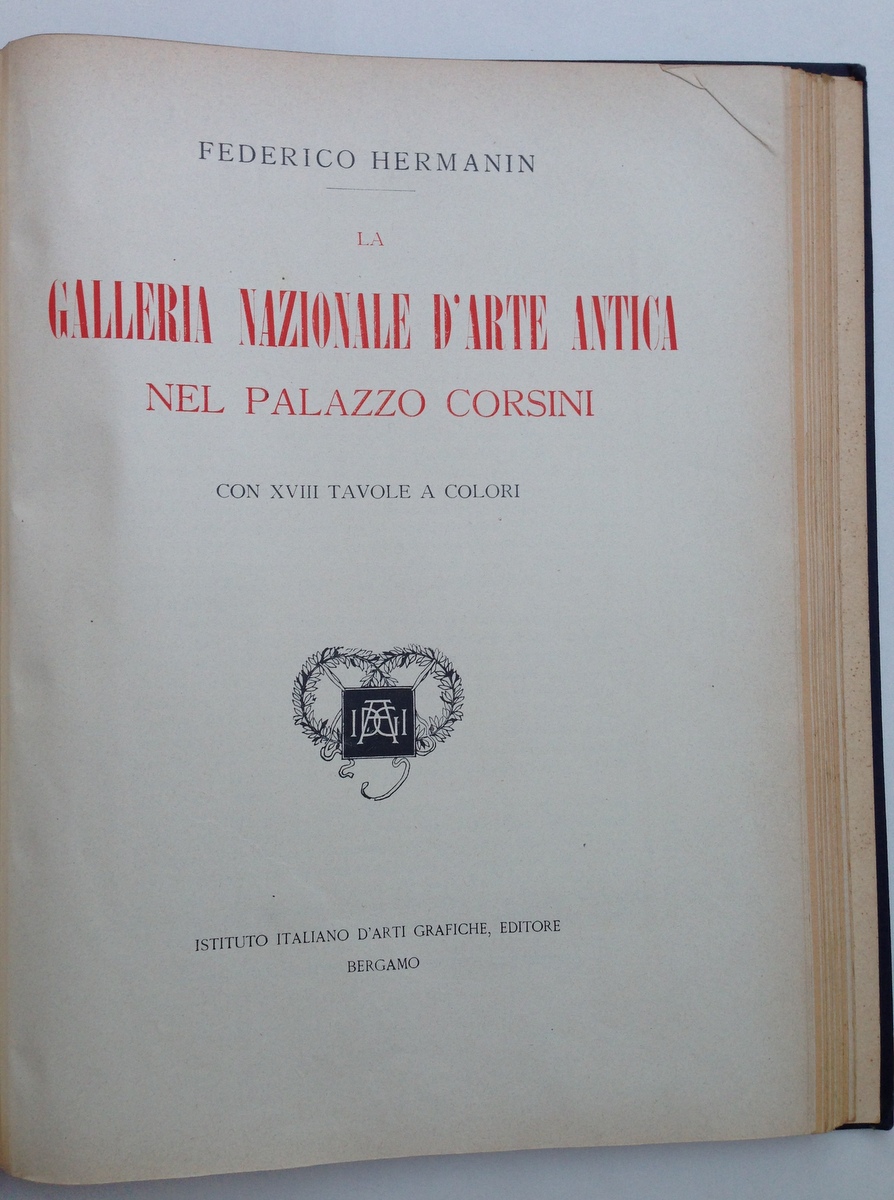 FEDERICO HERMANIN
LA
GALLERIA NAZIONALE D'ARTE ANTICA
NEL PALAZZO CORSINI
CON XVIII TAVOLE A COLORI
ISTITUTO ITALIANO D'ARTI GRAFICHE, EDITORE
BERGAMO